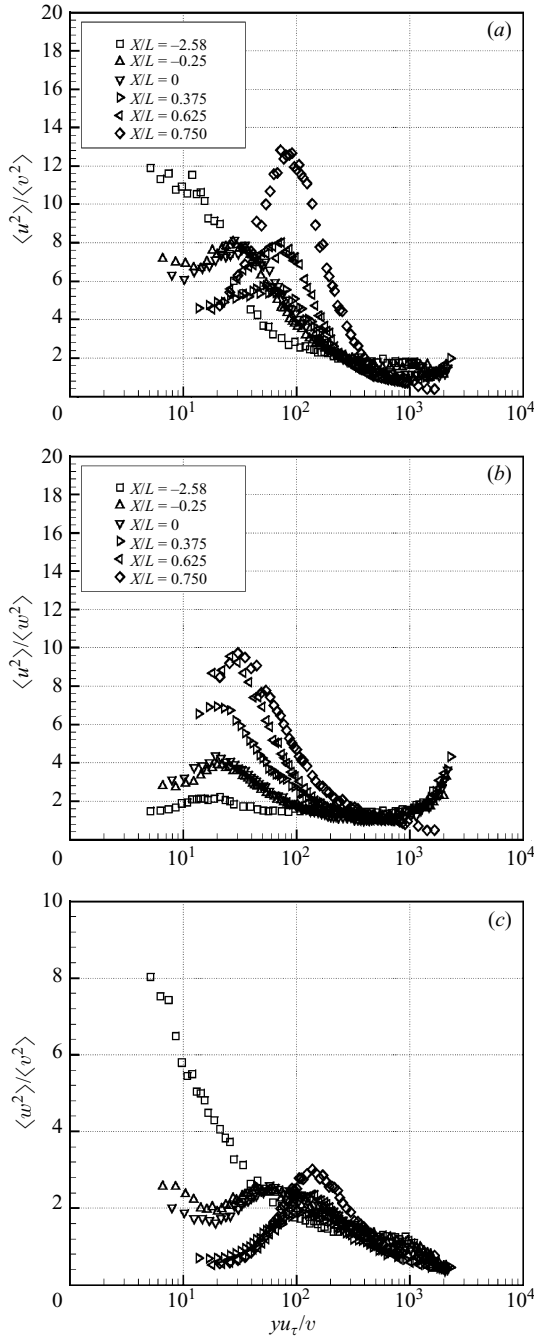 20
18
16
14
12
10
8
6
4
2
0
⟨u²⟩/⟨v²⟩
(a)
X/L = –2.58
X/L = –0.25
X/L = 0
X/L = 0.375
X/L = 0.625
X/L = 0.750
10¹ 10² 10³ 10⁴
20
18
16
14
12
10
8
6
4
2
0
⟨u²⟩/⟨w²⟩
(b)
X/L = –2.58
X/L = –0.25
X/L = 0
X/L = 0.375
X/L = 0.625
X/L = 0.750
10¹ 10² 10³ 10⁴
10
8
6
4
2
0
⟨w²⟩/⟨v²⟩
(c)
10¹ 10² 10³ 10⁴
yu_τ/v